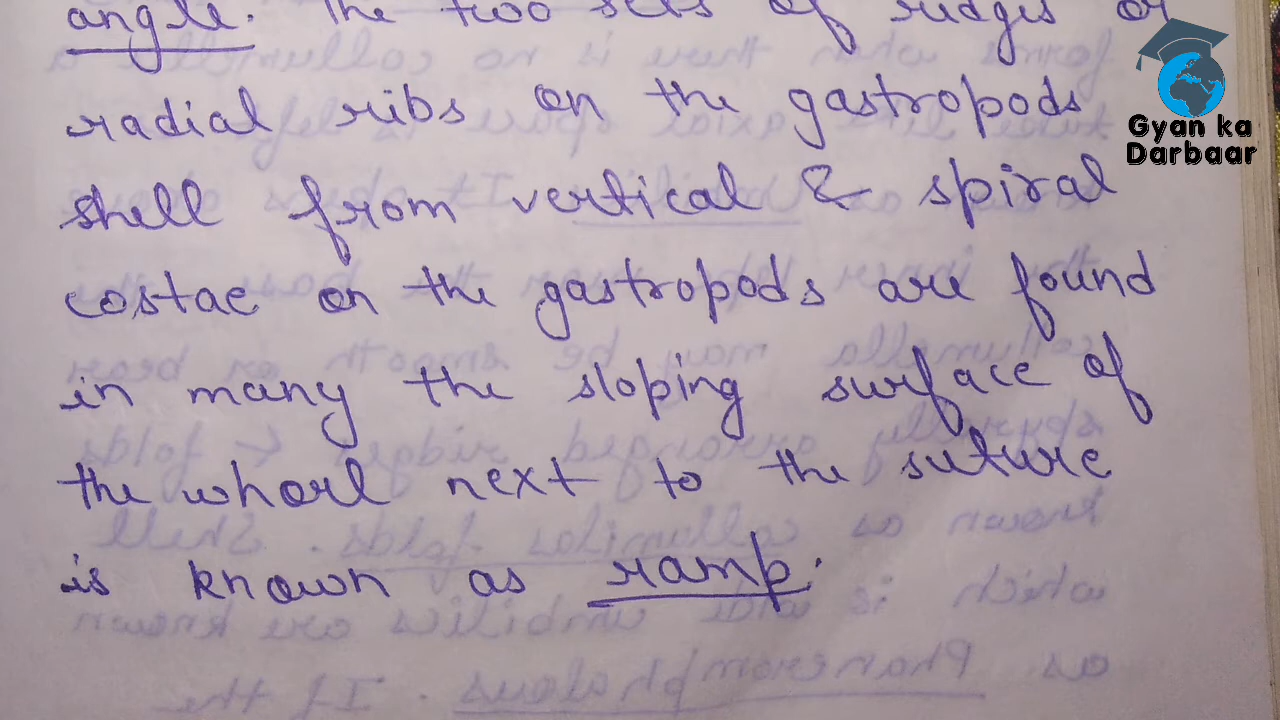 angle. The two sets of ridges or
radial ribs on the gastropods
shell from vertical & spiral
costae on the gastropods are found
in many the sloping surface of
the whorl next to the suture
is known as ramp.
Gyan ka
Darbaar